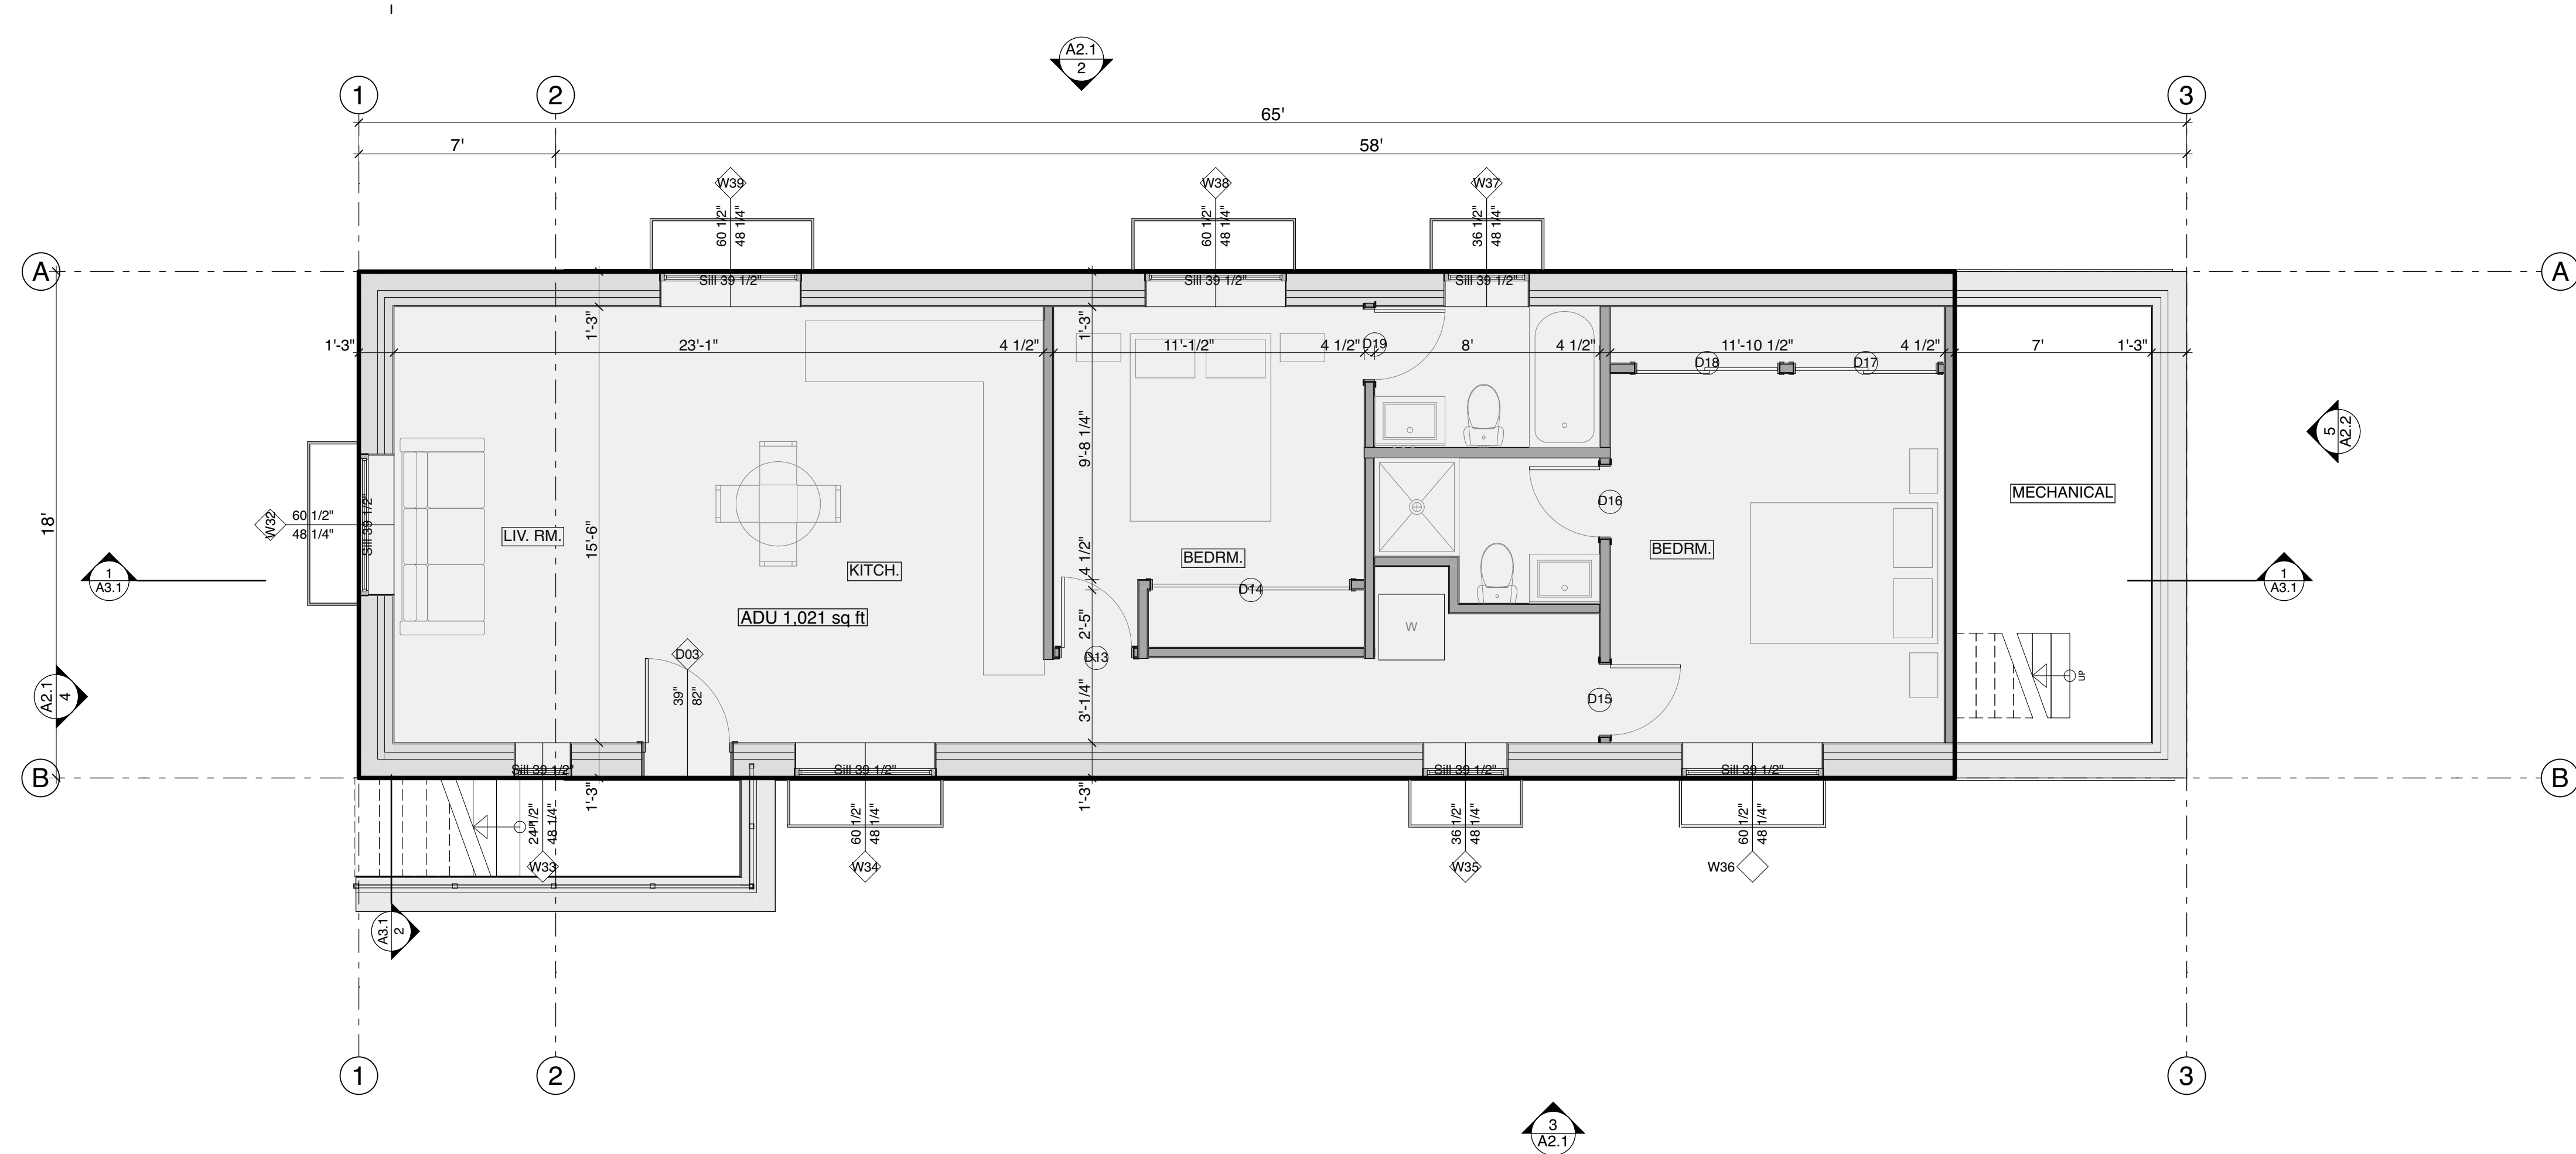 A2.1
2
1
2
3
65'
7'
58'
W39
W38
W37
60 1/2"
48 1/4"
60 1/2"
48 1/4"
36 1/2"
48 1/4"
A
A
Sill 39 1/2"
Sill 39 1/2"
Sill 39 1/2"
1'-3"
1'-3"
1'-3"
23'-1"
4 1/2"
11'-1/2"
4 1/2"
D19
8'
4 1/2"
11'-10 1/2"
4 1/2"
7'
1'-3"
D18
D17
9'-8 1/4"
5
A2.2
MECHANICAL
18'
W32
60 1/2"
48 1/4"
Sill 39 1/2"
LIV. RM.
15'-6"
D16
BEDRM.
BEDRM.
KITCH.
4 1/2"
1
A3.1
1
A3.1
D14
ADU 1,021 sq ft
2'-5"
W
D03
D13
39"
82"
A2.1
4
3'-1/4"
D15
UP
B
B
Sill 39 1/2"
Sill 39 1/2"
Sill 39 1/2"
Sill 39 1/2"
1'-3"
1'-3"
24 1/2"
48 1/4"
60 1/2"
48 1/4"
36 1/2"
48 1/4"
60 1/2"
48 1/4"
W33
W34
W35
W36
A3.1
2
1
2
3
3
A2.1